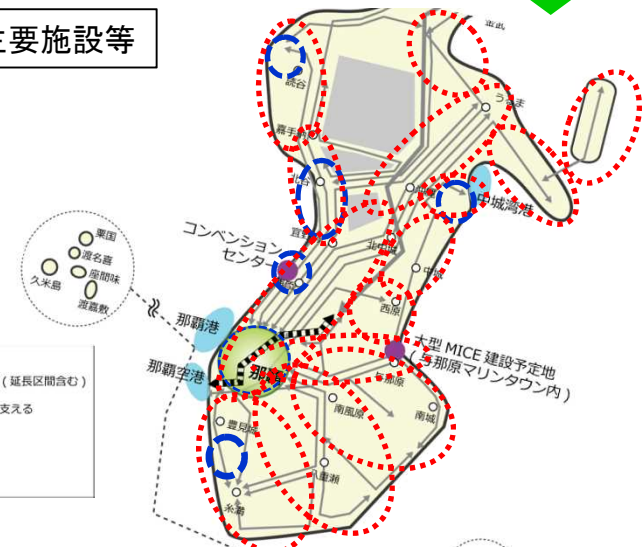 主要施設等
金武
読谷
うるま
嘉手納
北谷
中城湾港
コンベンション
センター
北中城
中城
粟国
渡名喜
座間味
久米島
渡嘉敷
西原
那覇港
大型 MICE 建設予定地
(与那原マリンタウン内)
那覇空港
那覇
与那原
(延長区間含む)
支える
南風原
南城
豊見城
八重瀬
糸満